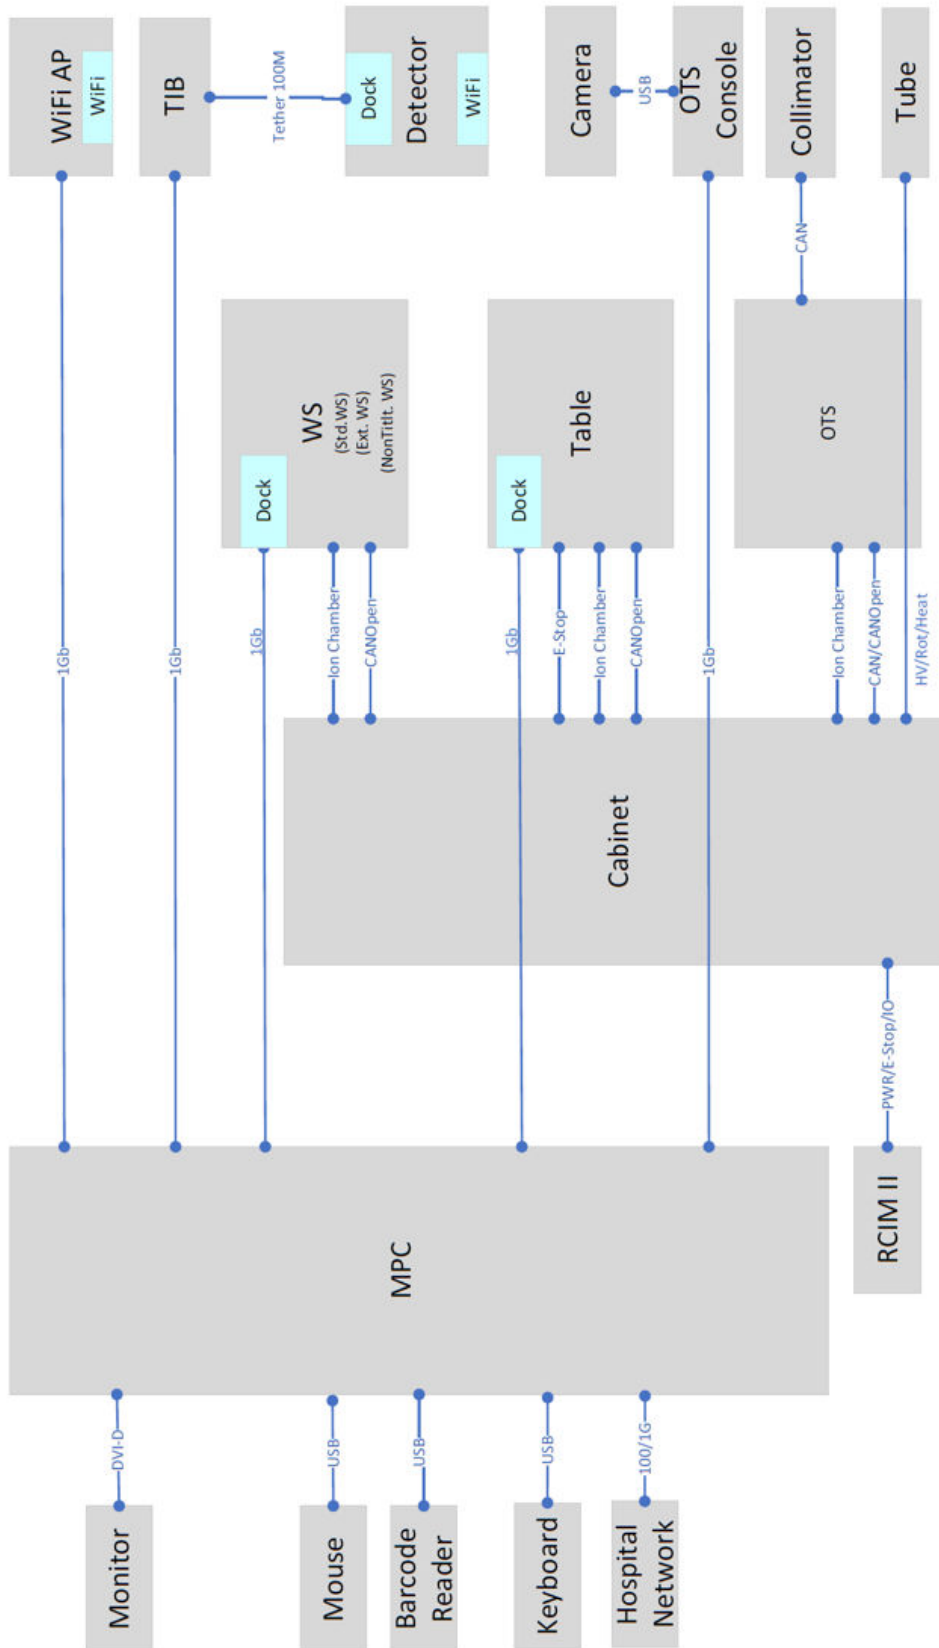 Monitor
Mouse
Barcode
Reader
Keyboard
Hospital
Network
DVI-D
USB
USB
USB
100/1G
MPC
RCIM II
PWR/E-Stop/IO
Cabinet
1Gb
1Gb
1Gb
Ion Chamber
CANOpen
1Gb
E-Stop
Ion Chamber
CANOpen
1Gb
Ion Chamber
CAN/CANOpen
HV/Rot/Heat
Dock
WS
(Std.WS)
(Ext. WS)
(NonTitlt. WS)
Dock
Table
OTS
CAN
WiFi AP
WiFi
TIB
Tether 100M
Dock
Detector
WiFi
Camera
USB
OTS
Console
Collimator
Tube